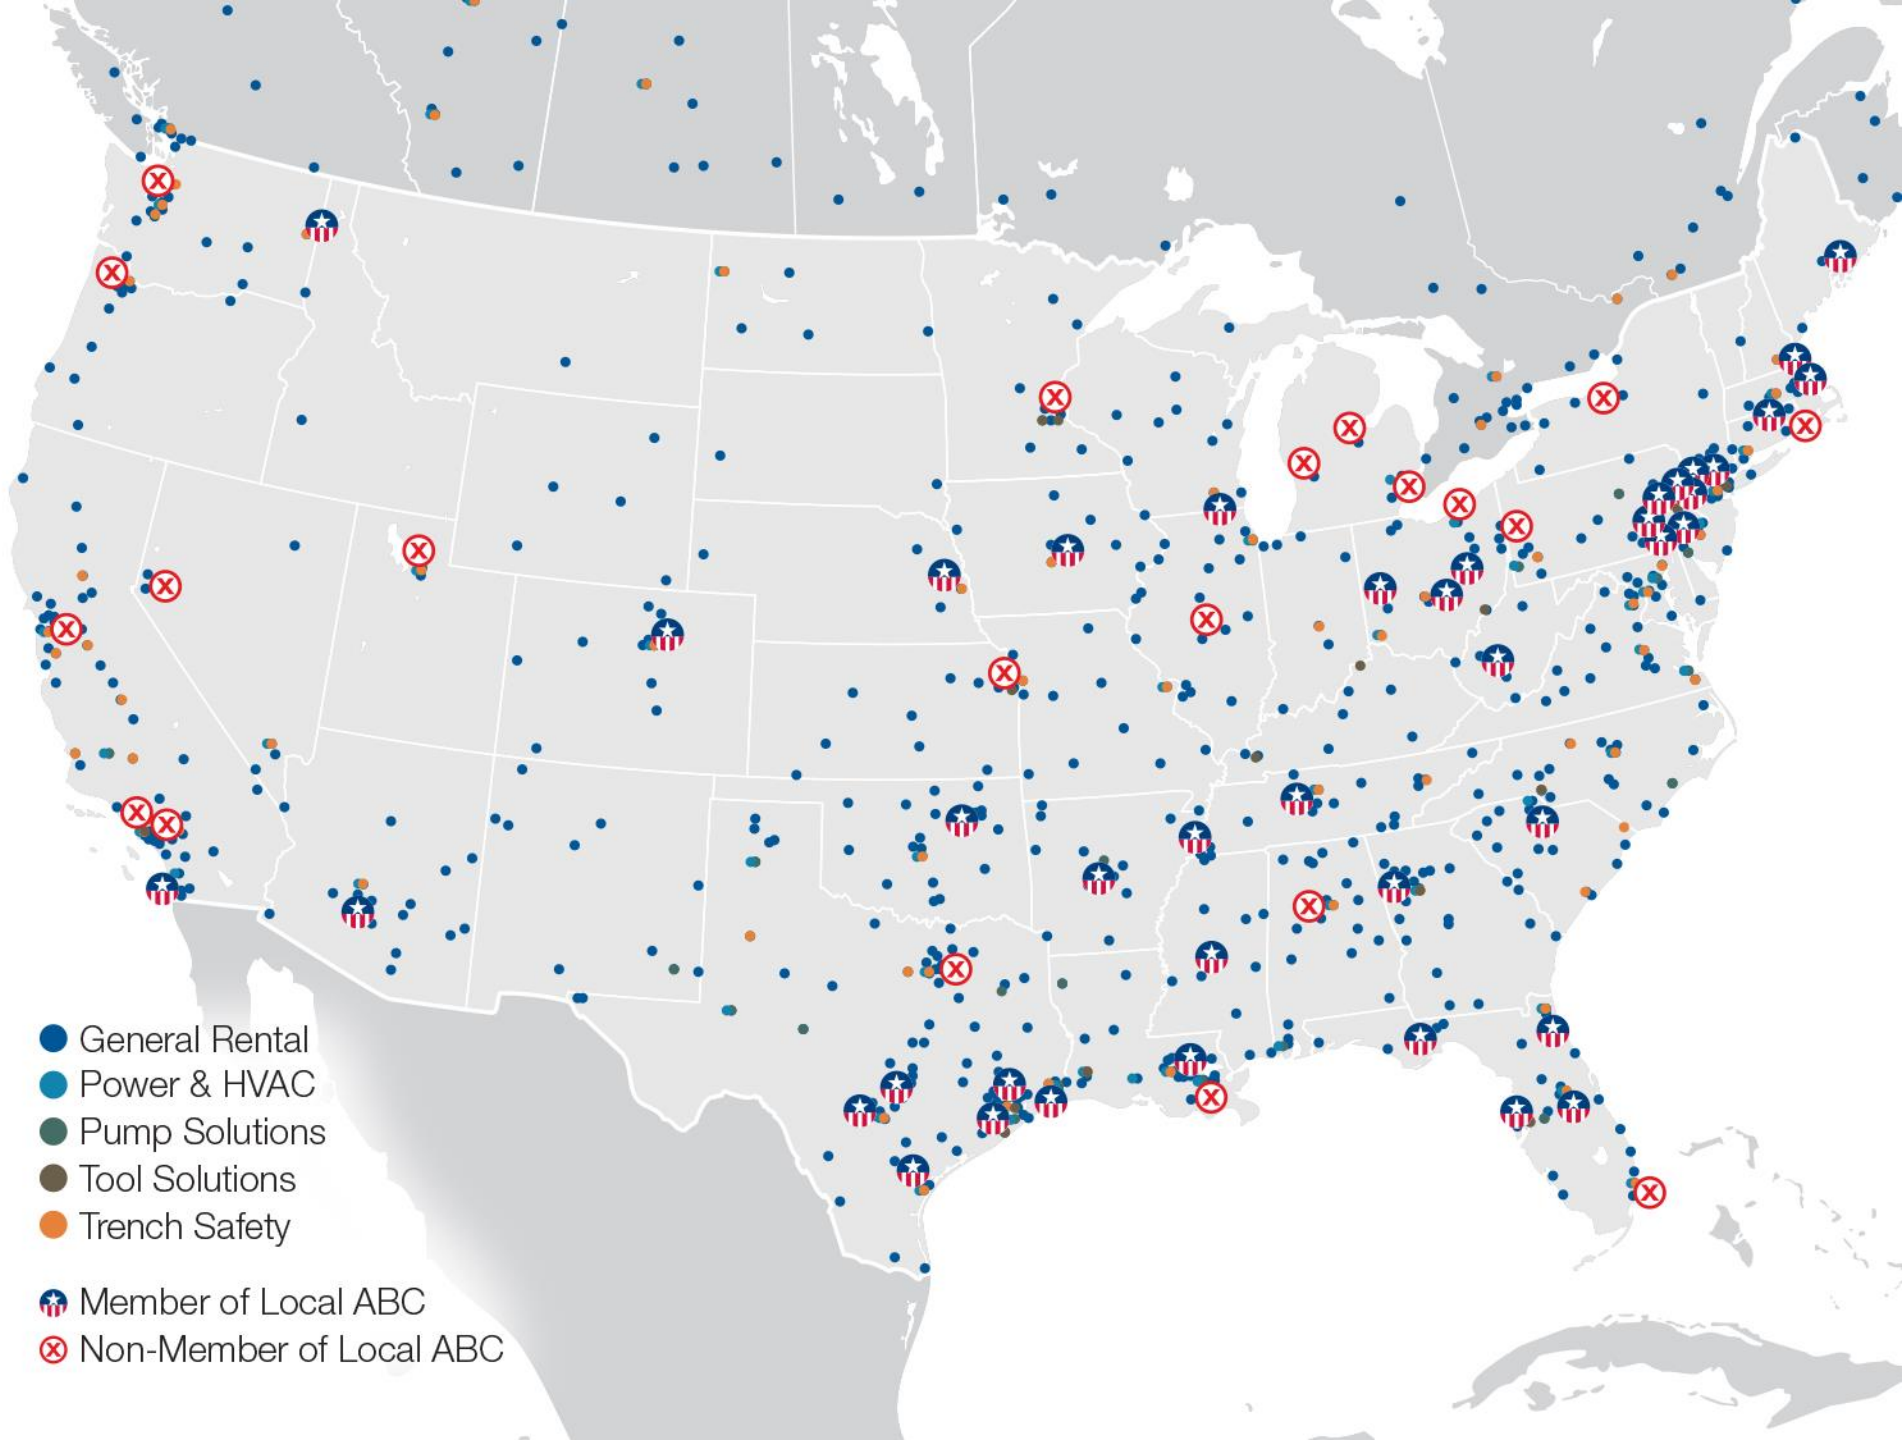 General Rental
Power & HVAC
Pump Solutions
Tool Solutions
Trench Safety
Member of Local ABC
Non-Member of Local ABC